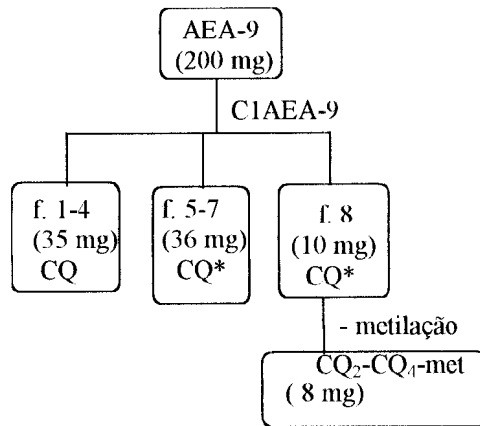 AEA-9
(200 mg)
C1AEA-9
f. 1-4
(35 mg)
CQ
f. 5-7
(36 mg)
CQ*
f. 8
(10 mg)
CQ*
- metilação
CQ₂-CQ₄-met
( 8 mg)